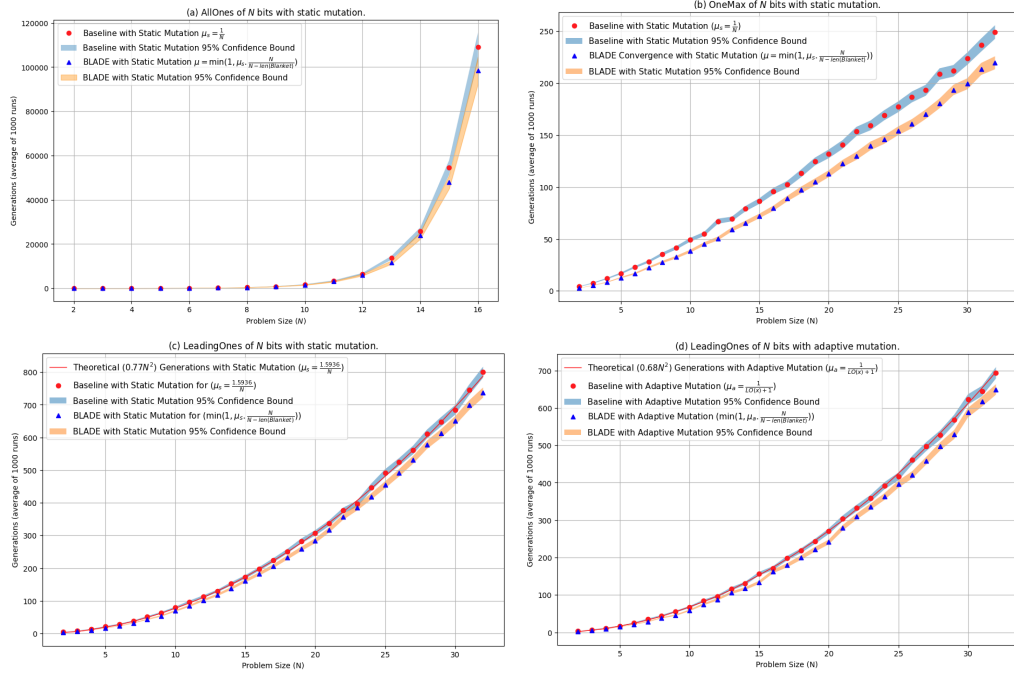 (a) AllOnes of N bits with static mutation.
Generations (average of 1000 runs)
120000
100000
80000
60000
40000
20000
0
Baseline with Static Mutation μ_s = 1/N
Baseline with Static Mutation 95% Confidence Bound
BLADE with Static Mutation μ = min(1, μ_s · N/(N−len(Blanket)))
BLADE with Static Mutation 95% Confidence Bound
2 4 6 8 10 12 14 16
Problem Size (N)
(b) OneMax of N bits with static mutation.
Generations (average of 1000 runs)
250
200
150
100
50
0
Baseline with Static Mutation (μ_s = 1/N)
Baseline with Static Mutation 95% Confidence Bound
BLADE Convergence with Static Mutation (μ = min(1, μ_s · N/(N−len(Blanket))))
BLADE with Static Mutation 95% Confidence Bound
5 10 15 20 25 30
Problem Size (N)
(c) LeadingOnes of N bits with static mutation.
Generations (average of 1000 runs)
800
700
600
500
400
300
200
100
0
Theoretical (0.77N²) Generations with Static Mutation (μ_s = 1.5936/N)
Baseline with Static Mutation for (μ_s = 1.5936/N)
Baseline with Static Mutation 95% Confidence Bound
BLADE with Static Mutation for (min(1, μ_s · N/(N−len(Blanket))))
BLADE with Static Mutation 95% Confidence Bound
5 10 15 20 25 30
Problem Size (N)
(d) LeadingOnes of N bits with adaptive mutation.
Generations (average of 1000 runs)
700
600
500
400
300
200
100
0
Theoretical (0.68N²) Generations with Adaptive Mutation (μ_a = 1/(LO(x)+1))
Baseline with Adaptive Mutation (μ_a = 1/(LO(x)+1))
Baseline with Adaptive Mutation 95% Confidence Bound
BLADE with Adaptive Mutation (min(1, μ_a · N/(N−len(Blanket))))
BLADE with Adaptive Mutation 95% Confidence Bound
5 10 15 20 25 30
Problem Size (N)